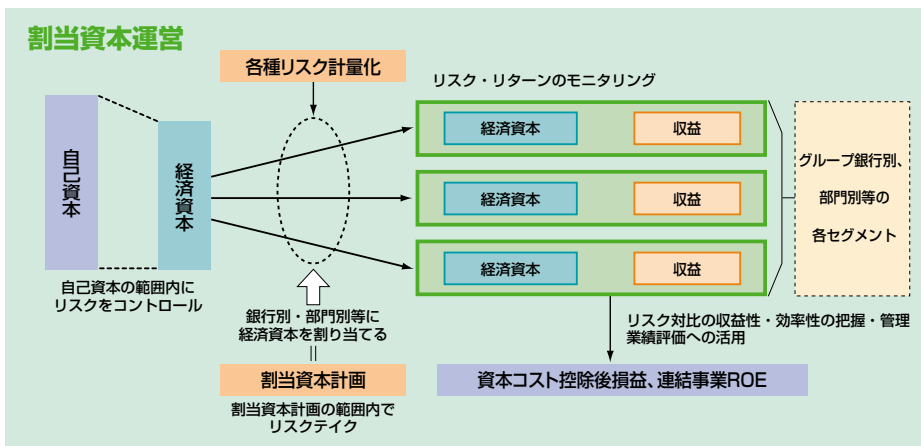 割当資本運営
各種リスク計量化
リスク・リターンのモニタリング
自己資本
経済資本
経済資本
収益
経済資本
収益
経済資本
収益
グループ銀行別、
部門別等の
各セグメント
自己資本の範囲内に
リスクをコントロール
銀行別・部門別等に
経済資本を割り当てる
=
割当資本計画
割当資本計画の範囲内で
リスクテイク
リスク対比の収益性・効率性の把握・管理
業績評価への活用
資本コスト控除後損益、連結事業ROE